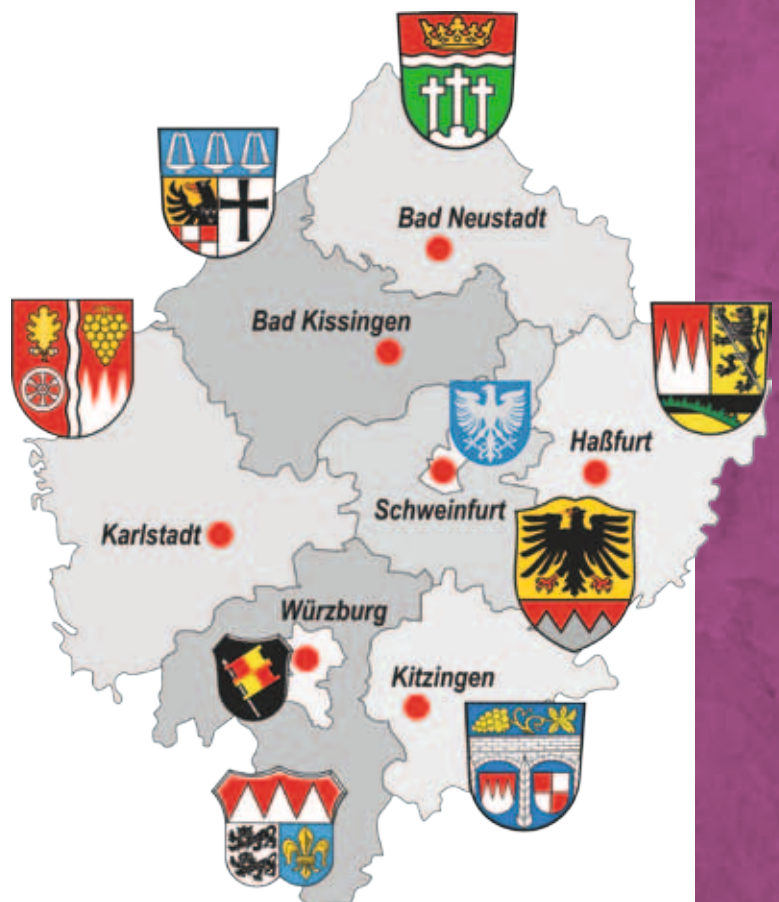 Bad Neustadt
Bad Kissingen
Haßfurt
Schweinfurt
Karlstadt
Würzburg
Kitzingen